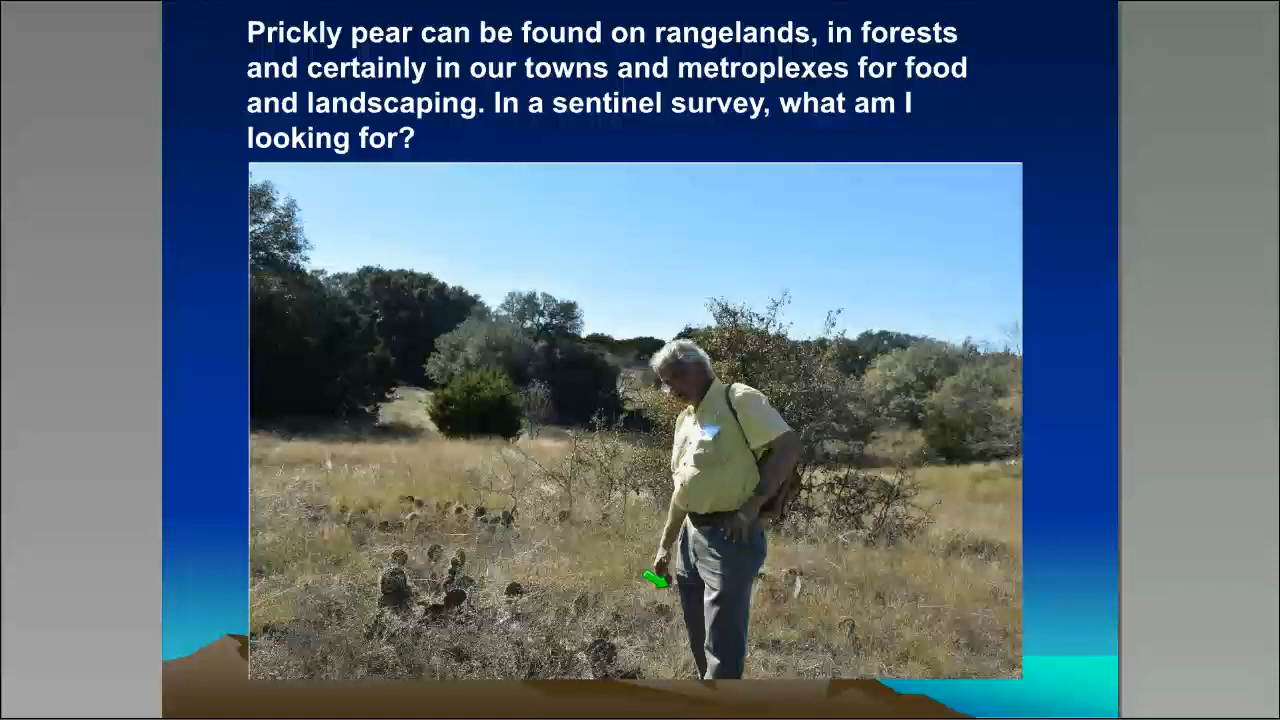 Prickly pear can be found on rangelands, in forests
and certainly in our towns and metroplexes for food
and landscaping. In a sentinel survey, what am I
looking for?